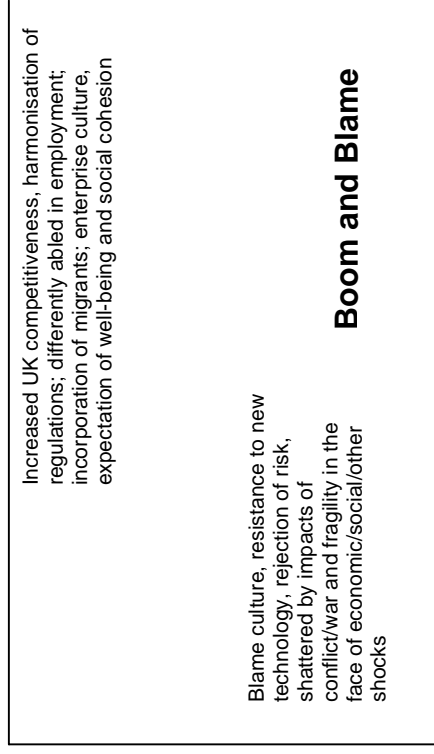 Increased UK competitiveness, harmonisation of
regulations; differently abled in employment;
incorporation of migrants; enterprise culture,
expectation of well-being and social cohesion
Blame culture, resistance to new
technology, rejection of risk,
shattered by impacts of
conflict/war and fragility in the
face of economic/social/other
shocks
Boom and Blame